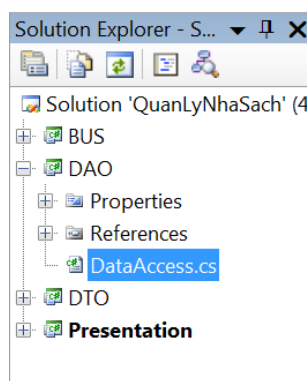 Solution Explorer - S...
Solution 'QuanLyNhaSach' (4
BUS
DAO
Properties
References
DataAccess.cs
DTO
Presentation